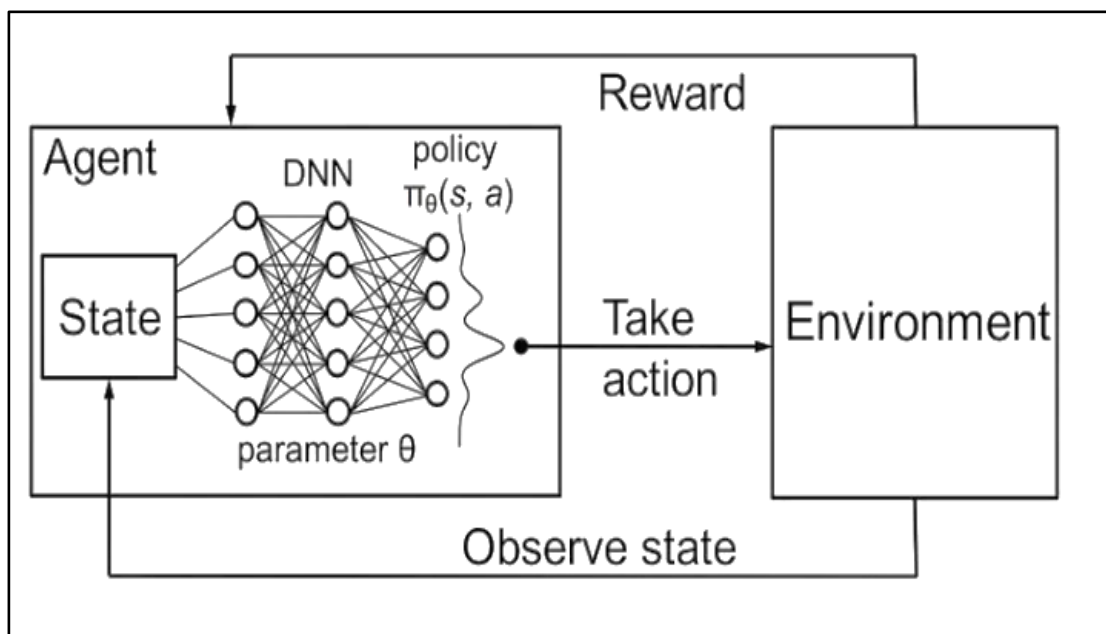 Reward
Agent
policy
DNN
πθ(s, a)
State
Take
action
Environment
parameter θ
Observe state